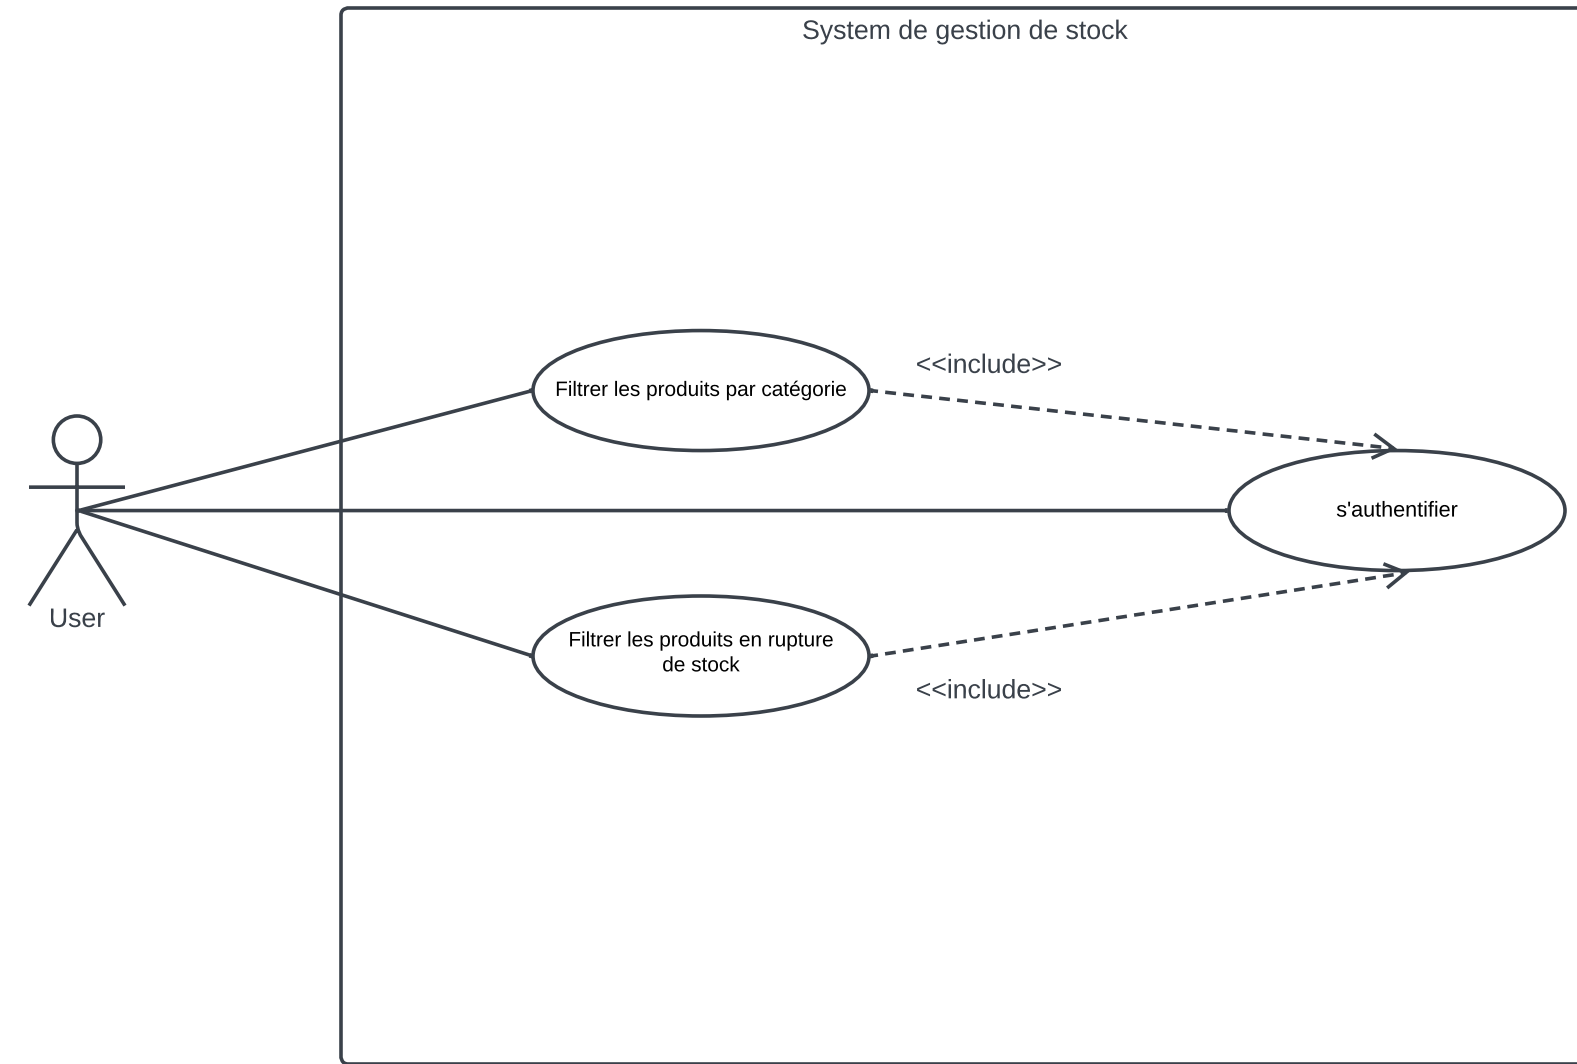 System de gestion de stock
<<include>>
Filtrer les produits par catégorie
s'authentifier
User
Filtrer les produits en rupture
de stock
<<include>>